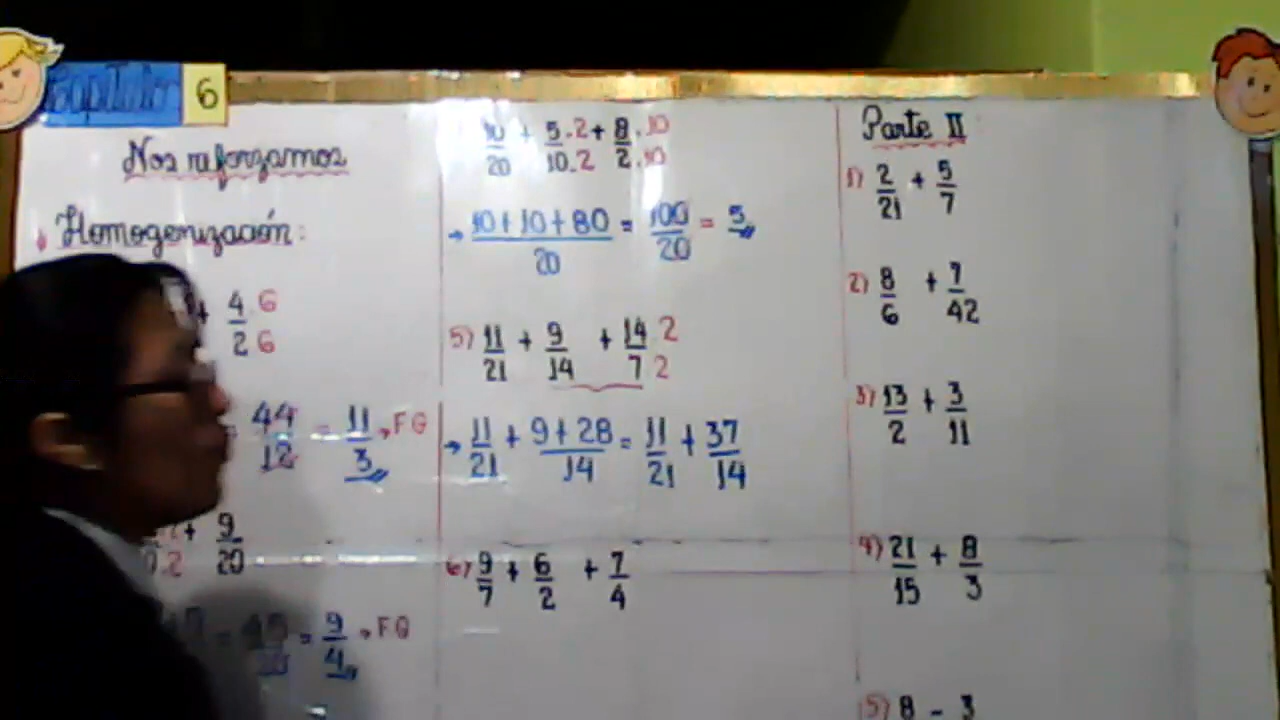 Capítulo 6
Nos reforzamos
Homogenización:
+ 4/2 6/6
= 44/12 = 11/3 → FG
+ 9/20
= 45/20 = 9/4 → FG
10/20 + 5.2/10.2 + 8.10/2.10
→ 10+10+80/20 = 100/20 = 5
5) 11/21 + 9/14 + 14/7 2/2
→ 11/21 + 9+28/14 = 11/21 + 37/14
6) 9/7 + 6/2 + 7/4
Parte II
1) 2/21 + 5/7
2) 8/6 + 7/42
3) 13/2 + 3/11
4) 21/15 + 8/3
5) 8 - 3